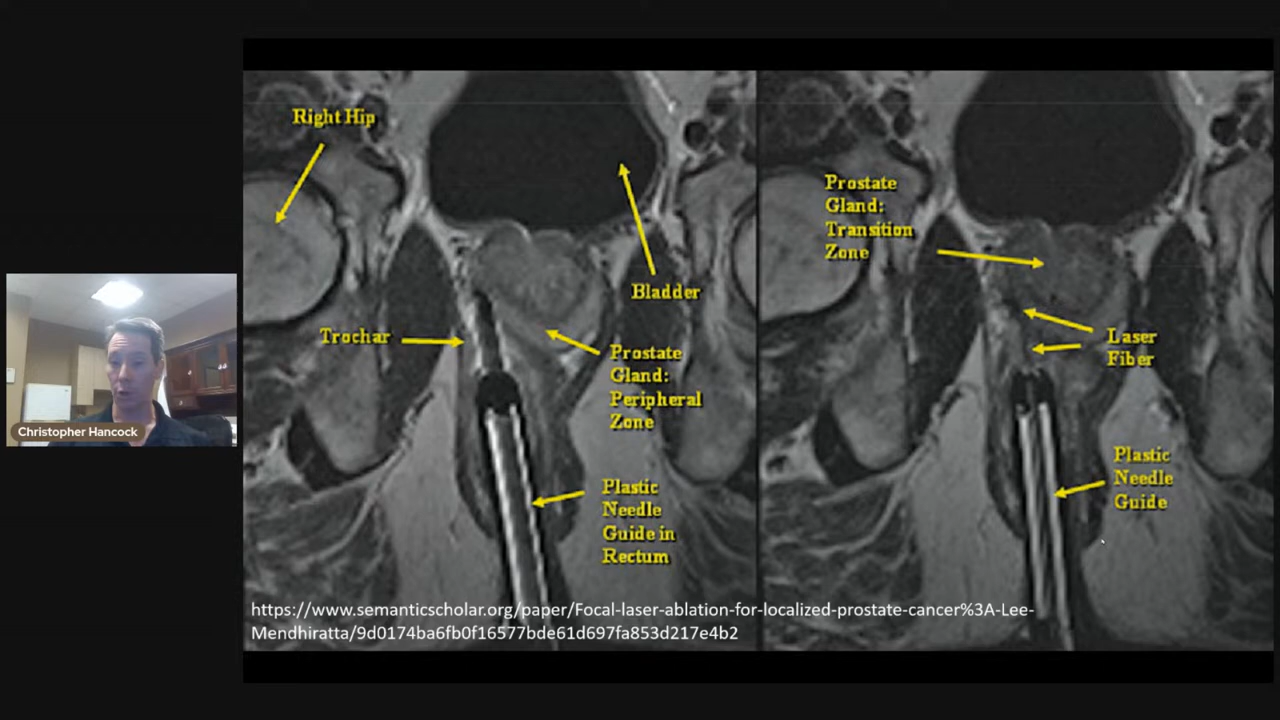 Right Hip
Bladder
Trochar
Prostate
Gland:
Peripheral
Zone
Plastic
Needle
Guide in
Rectum
Prostate
Gland:
Transition
Zone
Laser
Fiber
Plastic
Needle
Guide
https://www.semanticscholar.org/paper/Focal-laser-ablation-for-localized-prostate-cancer%3A-Lee-
Mendhiratta/9d0174ba6fb0f16577bde61d697fa853d217e4b2
Christopher Hancock